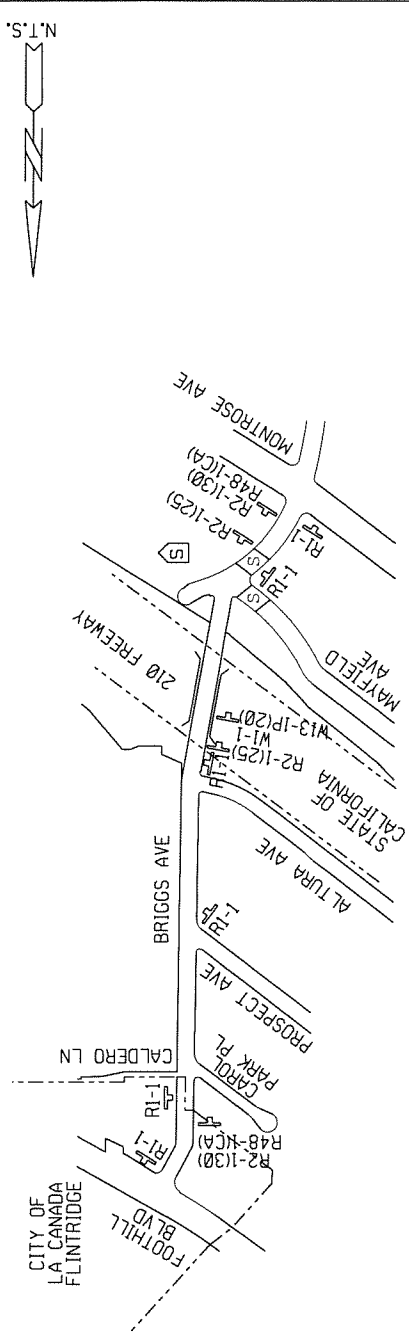 N.T.S.
N
MONTROSE AVE
R2-1(30)
R48-1(CA)
R2-1(25)
R1-1
S
S
R1-1
S
MAYFIELD
AVE
210 FREEWAY
W13-1P(20)
W1-1
R2-1(25)
R1-1
STATE OF
CALIFORNIA
ALTURA AVE
BRIGGS AVE
R1-1
PROSPECT AVE
CAROL
PARK PL
CALDERO LN
R1-1
R1-1
R2-1(30)
R48-1(CA)
FOOTHILL
BLVD
CITY OF
LA CANADA
FLINTRIDGE